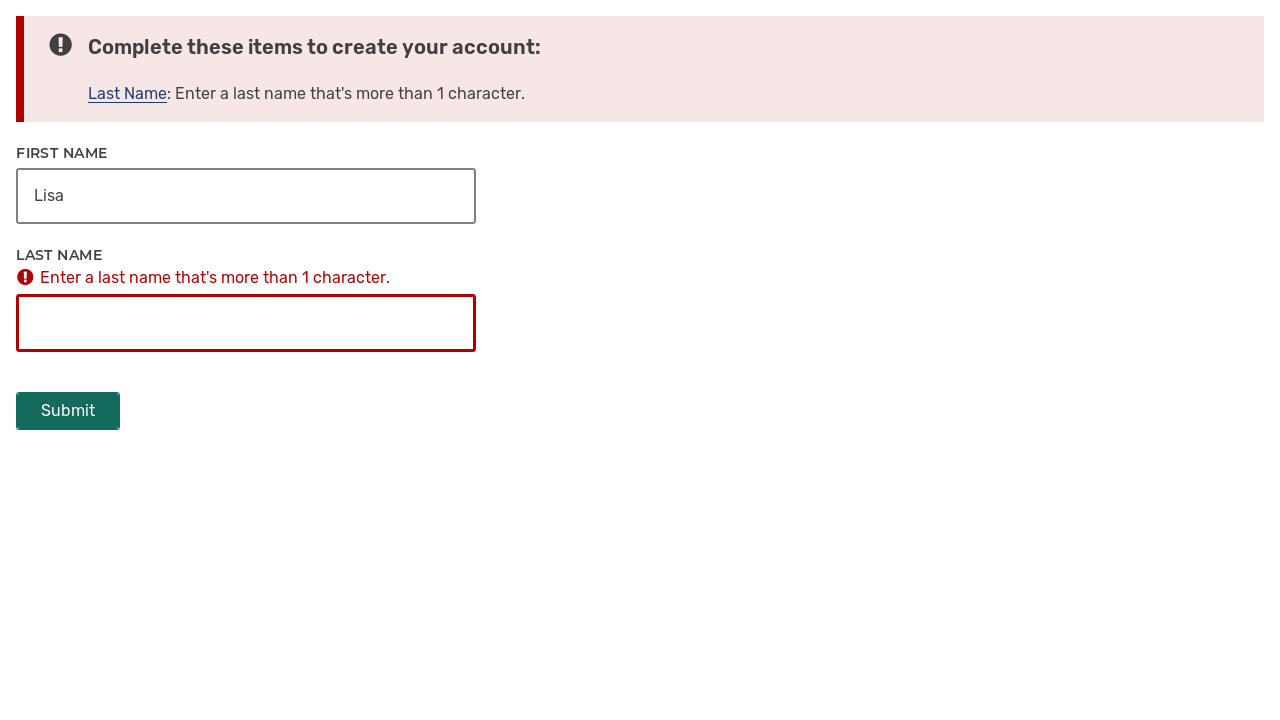 Complete these items to create your account:
Last Name: Enter a last name that's more than 1 character.
FIRST NAME
Lisa
LAST NAME
Enter a last name that's more than 1 character.
Submit